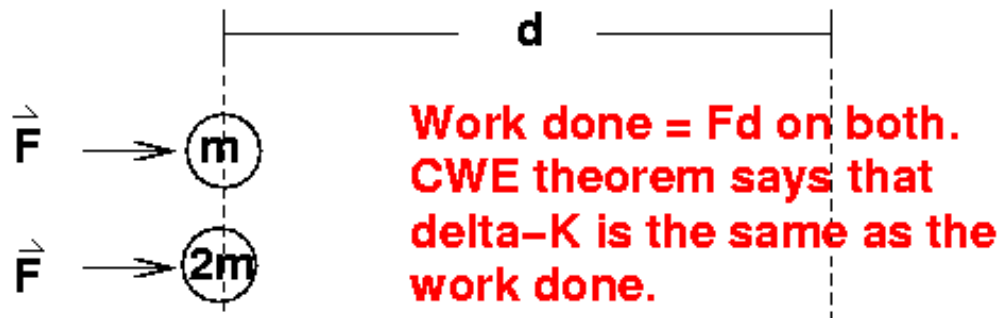 d
F
m
Work done = Fd on both.
CWE theorem says that
delta-K is the same as the
work done.
F
2m